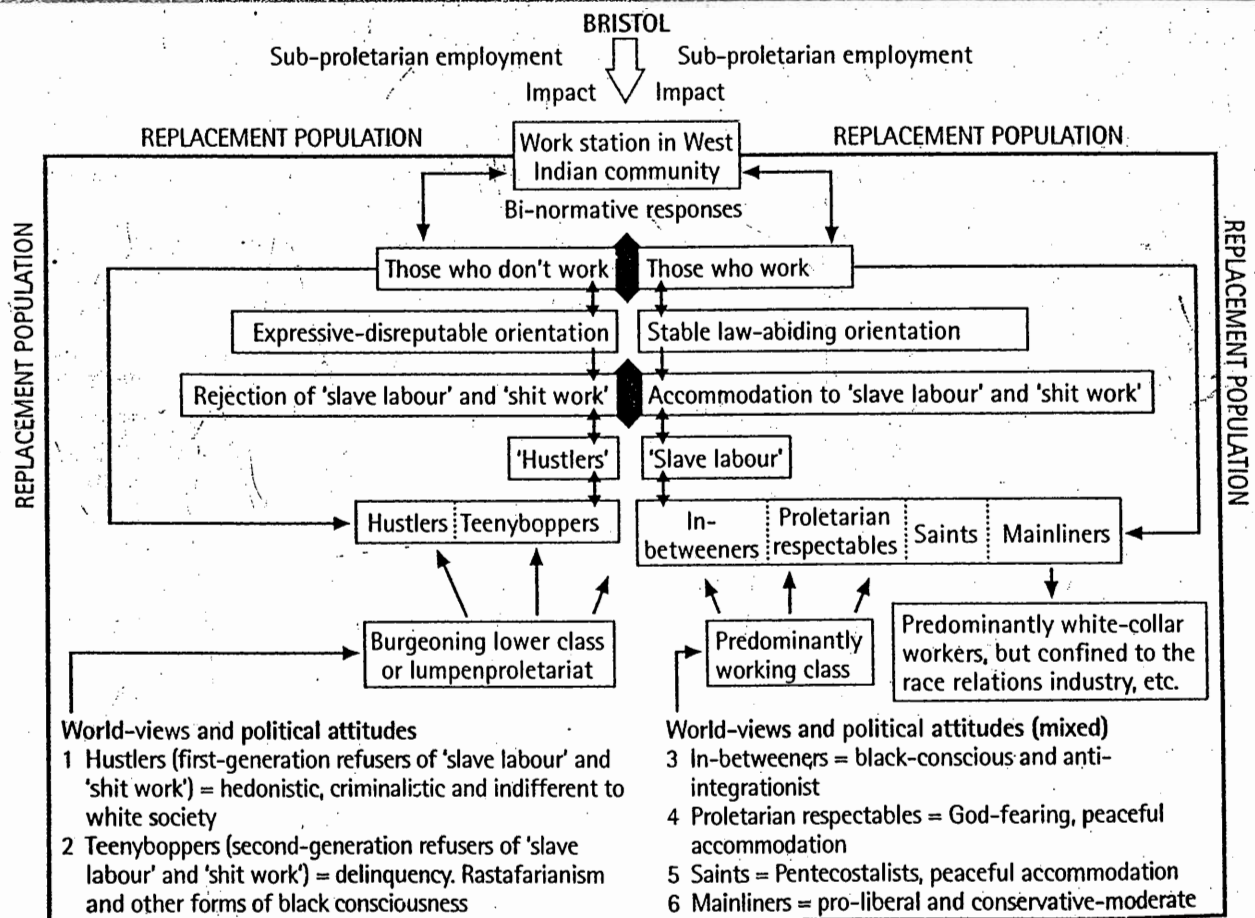 BRISTOL
Sub-proletarian employment
Sub-proletarian employment
Impact
Impact
REPLACEMENT POPULATION
REPLACEMENT POPULATION
Work station in West
Indian community
REPLACEMENT POPULATION
REPLACEMENT POPULATION
Bi-normative responses
Those who don't work
Those who work
Expressive-disreputable orientation
Stable law-abiding orientation
Rejection of 'slave labour' and 'shit work'
Accommodation to 'slave labour' and 'shit work'
'Hustlers'
'Slave labour'
Hustlers
Teenyboppers
In-
betweeners
Proletarian
respectables
Saints
Mainliners
Burgeoning lower class
or lumpenproletariat
Predominantly
working class
Predominantly white-collar
workers, but confined to the
race relations industry, etc.
World-views and political attitudes
1 Hustlers (first-generation refusers of 'slave labour' and
'shit work') = hedonistic, criminalistic and indifferent to
white society
2 Teenyboppers (second-generation refusers of 'slave
labour' and 'shit work') = delinquency. Rastafarianism
and other forms of black consciousness
World-views and political attitudes (mixed)
3 In-betweeners = black-conscious and anti-
integrationist
4 Proletarian respectables = God-fearing, peaceful
accommodation
5 Saints = Pentecostalists, peaceful accommodation
6 Mainliners = pro-liberal and conservative-moderate